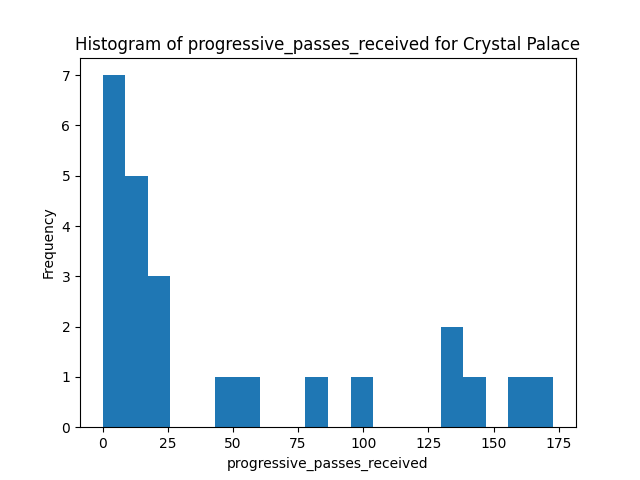 Histogram of progressive_passes_received for Crystal Palace
7
6
5
4
3
2
1
0
Frequency
0 25 50 75 100 125 150 175
progressive_passes_received